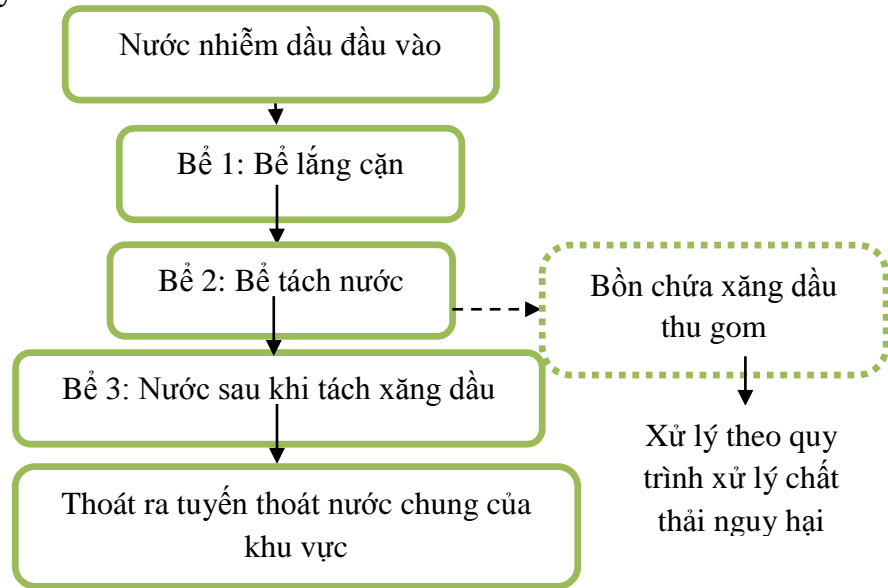 Nước nhiễm dầu đầu vào
Bể 1: Bể lắng cặn
Bể 2: Bể tách nước
Bồn chứa xăng dầu
thu gom
Bể 3: Nước sau khi tách xăng dầu
Xử lý theo quy
trình xử lý chất
thải nguy hại
Thoát ra tuyến thoát nước chung của
khu vực